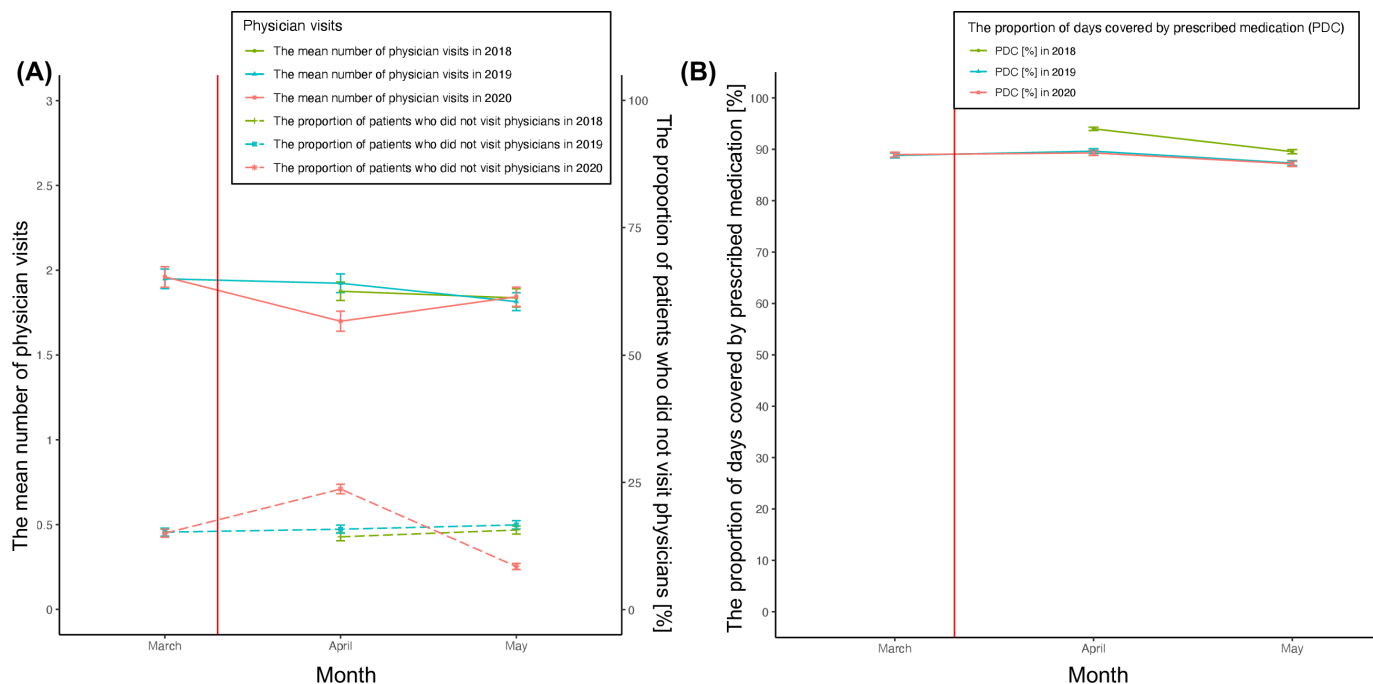 (A)
Physician visits
The mean number of physician visits in 2018
The mean number of physician visits in 2019
The mean number of physician visits in 2020
The proportion of patients who did not visit physicians in 2018
The proportion of patients who did not visit physicians in 2019
The proportion of patients who did not visit physicians in 2020
The mean number of physician visits
3
2.5
2
1.5
1
0.5
0
100
75
50
25
0
The proportion of patients who did not visit physicians [%]
March
April
May
Month
(B)
The proportion of days covered by prescribed medication (PDC)
PDC [%] in 2018
PDC [%] in 2019
PDC [%] in 2020
The proportion of days covered by prescribed medication [%]
100
90
80
70
60
50
40
30
20
10
0
March
April
May
Month